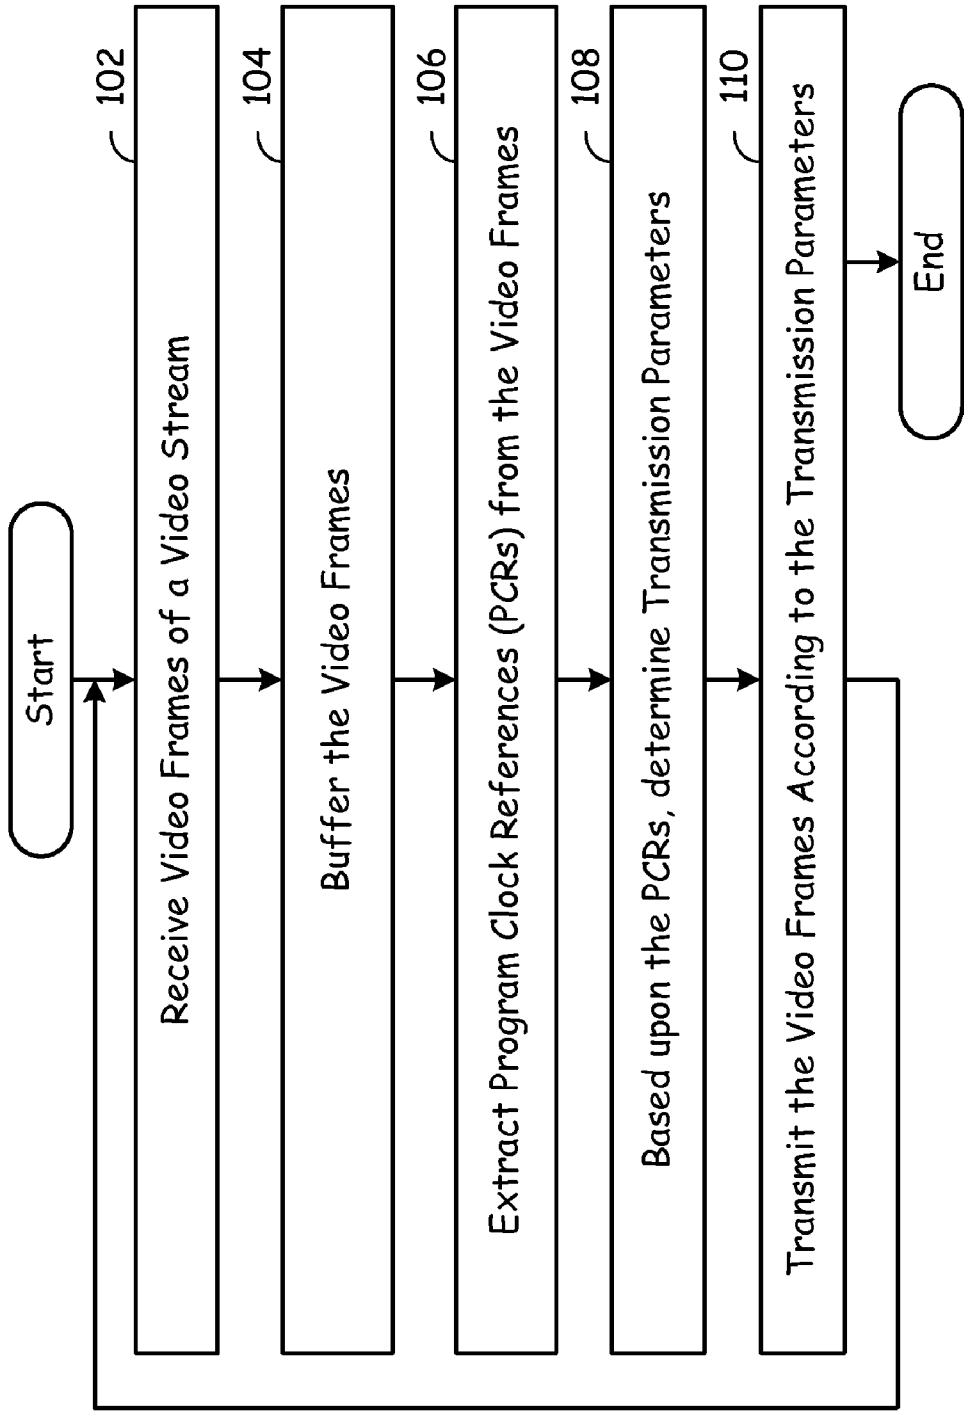 Start
102
Receive Video Frames of a Video Stream
104
Buffer the Video Frames
106
Extract Program Clock References (PCRs) from the Video Frames
108
Based upon the PCRs, determine Transmission Parameters
110
Transmit the Video Frames According to the Transmission Parameters
End